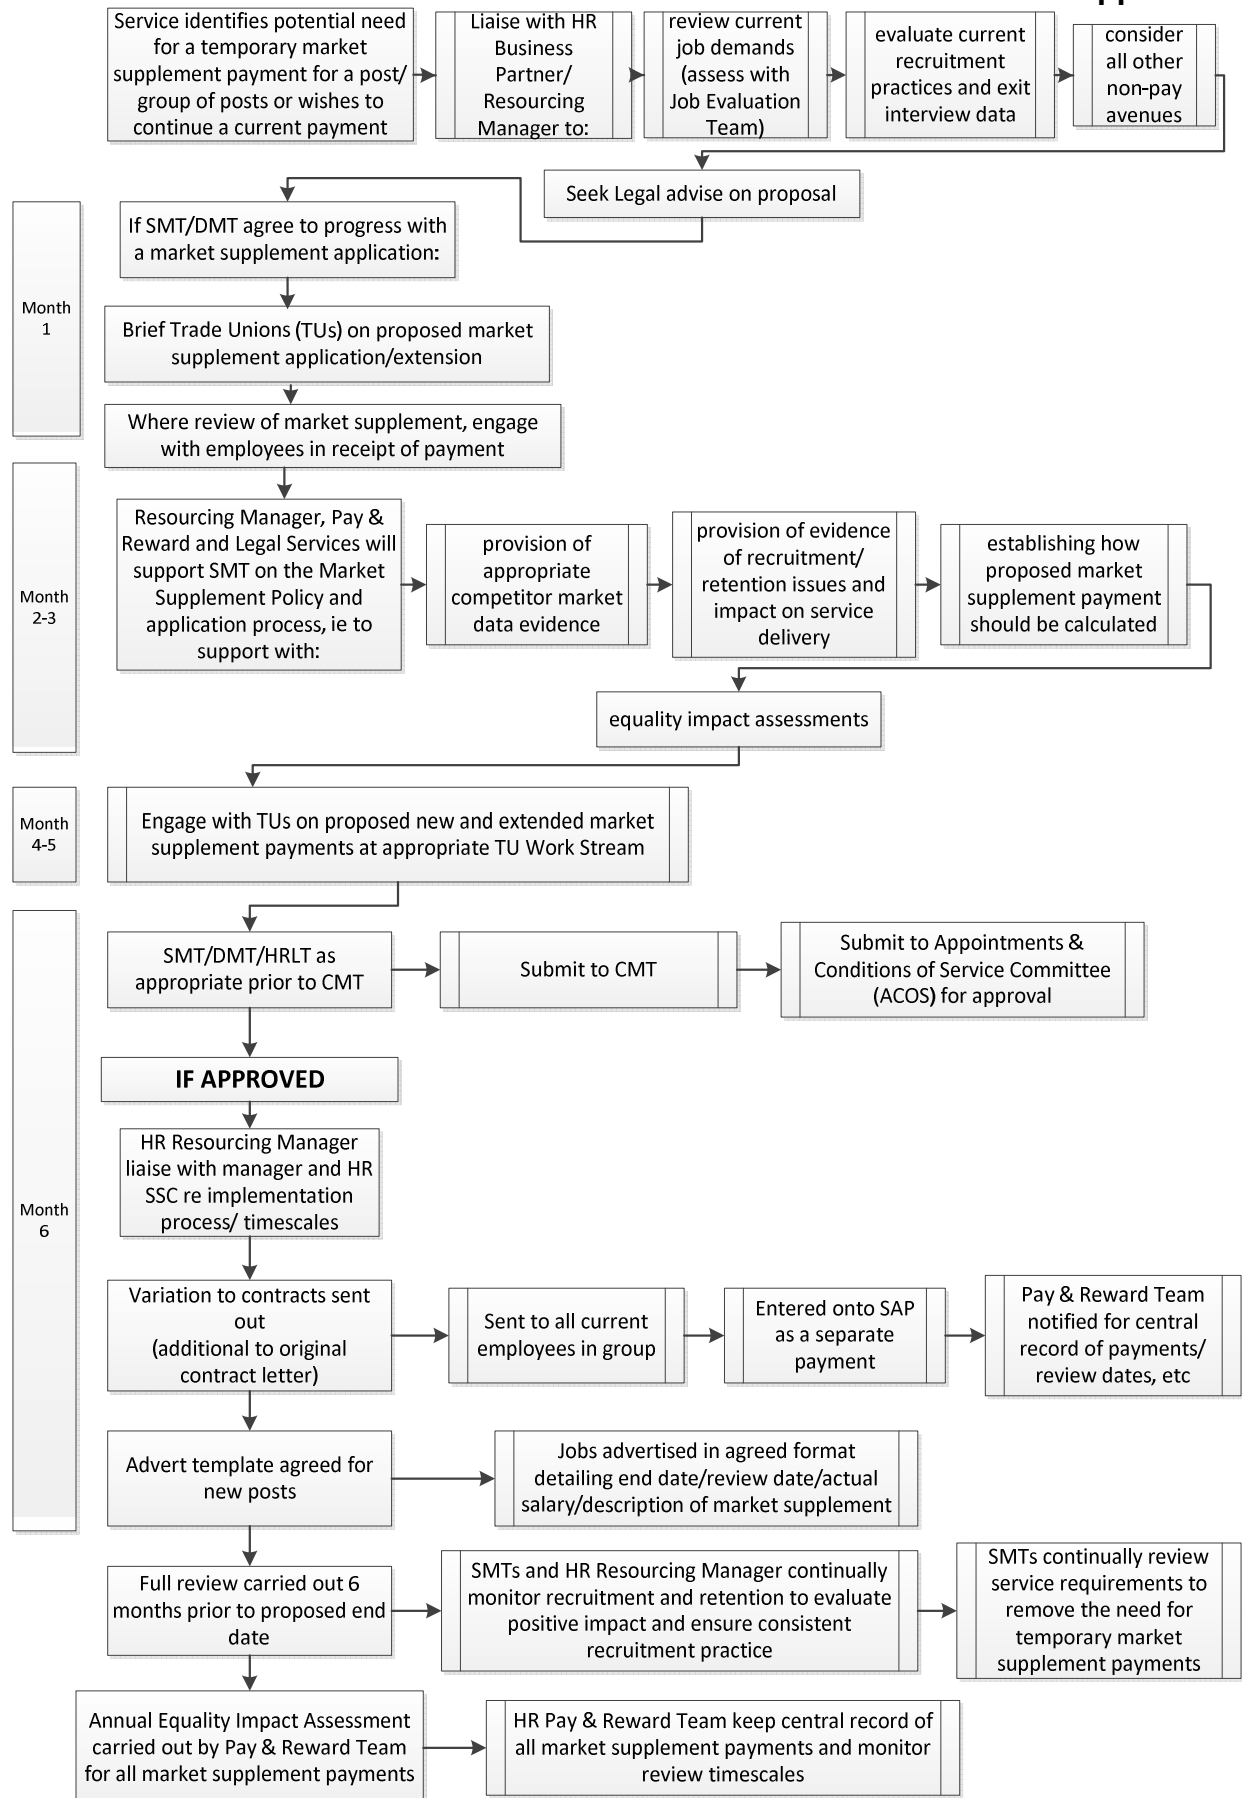 Service identifies potential need
for a temporary market
supplement payment for a post/
group of posts or wishes to
continue a current payment
Liaise with HR
Business
Partner/
Resourcing
Manager to:
review current
job demands
(assess with
Job Evaluation
Team)
evaluate current
recruitment
practices and exit
interview data
consider
all other
non-pay
avenues
Seek Legal advise on proposal
If SMT/DMT agree to progress with
a market supplement application:
Month
1
Brief Trade Unions (TUs) on proposed market
supplement application/extension
Where review of market supplement, engage
with employees in receipt of payment
Month
2-3
Resourcing Manager, Pay &
Reward and Legal Services will
support SMT on the Market
Supplement Policy and
application process, ie to
support with:
provision of
appropriate
competitor market
data evidence
provision of evidence
of recruitment/
retention issues and
impact on service
delivery
establishing how
proposed market
supplement payment
should be calculated
equality impact assessments
Month
4-5
Engage with TUs on proposed new and extended market
supplement payments at appropriate TU Work Stream
SMT/DMT/HRLT as
appropriate prior to CMT
Submit to CMT
Submit to Appointments &
Conditions of Service Committee
(ACOS) for approval
IF APPROVED
Month
6
HR Resourcing Manager
liaise with manager and HR
SSC re implementation
process/ timescales
Variation to contracts sent
out
(additional to original
contract letter)
Sent to all current
employees in group
Entered onto SAP
as a separate
payment
Pay & Reward Team
notified for central
record of payments/
review dates, etc
Advert template agreed for
new posts
Jobs advertised in agreed format
detailing end date/review date/actual
salary/description of market supplement
Full review carried out 6
months prior to proposed end
date
SMTs and HR Resourcing Manager continually
monitor recruitment and retention to evaluate
positive impact and ensure consistent
recruitment practice
SMTs continually review
service requirements to
remove the need for
temporary market
supplement payments
Annual Equality Impact Assessment
carried out by Pay & Reward Team
for all market supplement payments
HR Pay & Reward Team keep central record of
all market supplement payments and monitor
review timescales